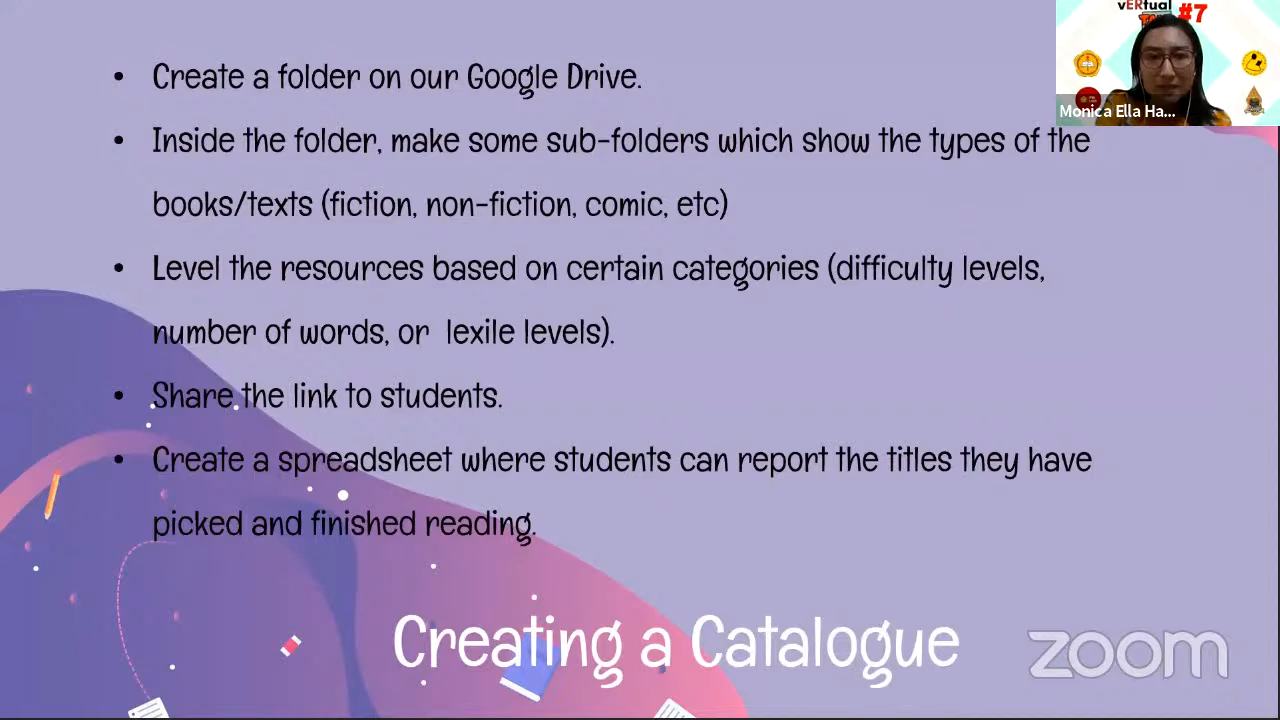 vERtual
#7
Monica Ella Ha...
• Create a folder on our Google Drive.
• Inside the folder, make some sub-folders which show the types of the
books/texts (fiction, non-fiction, comic, etc)
• Level the resources based on certain categories (difficulty levels,
number of words, or lexile levels).
• Share the link to students.
• Create a spreadsheet where students can report the titles they have
picked and finished reading.
Creating a Catalogue
zoom